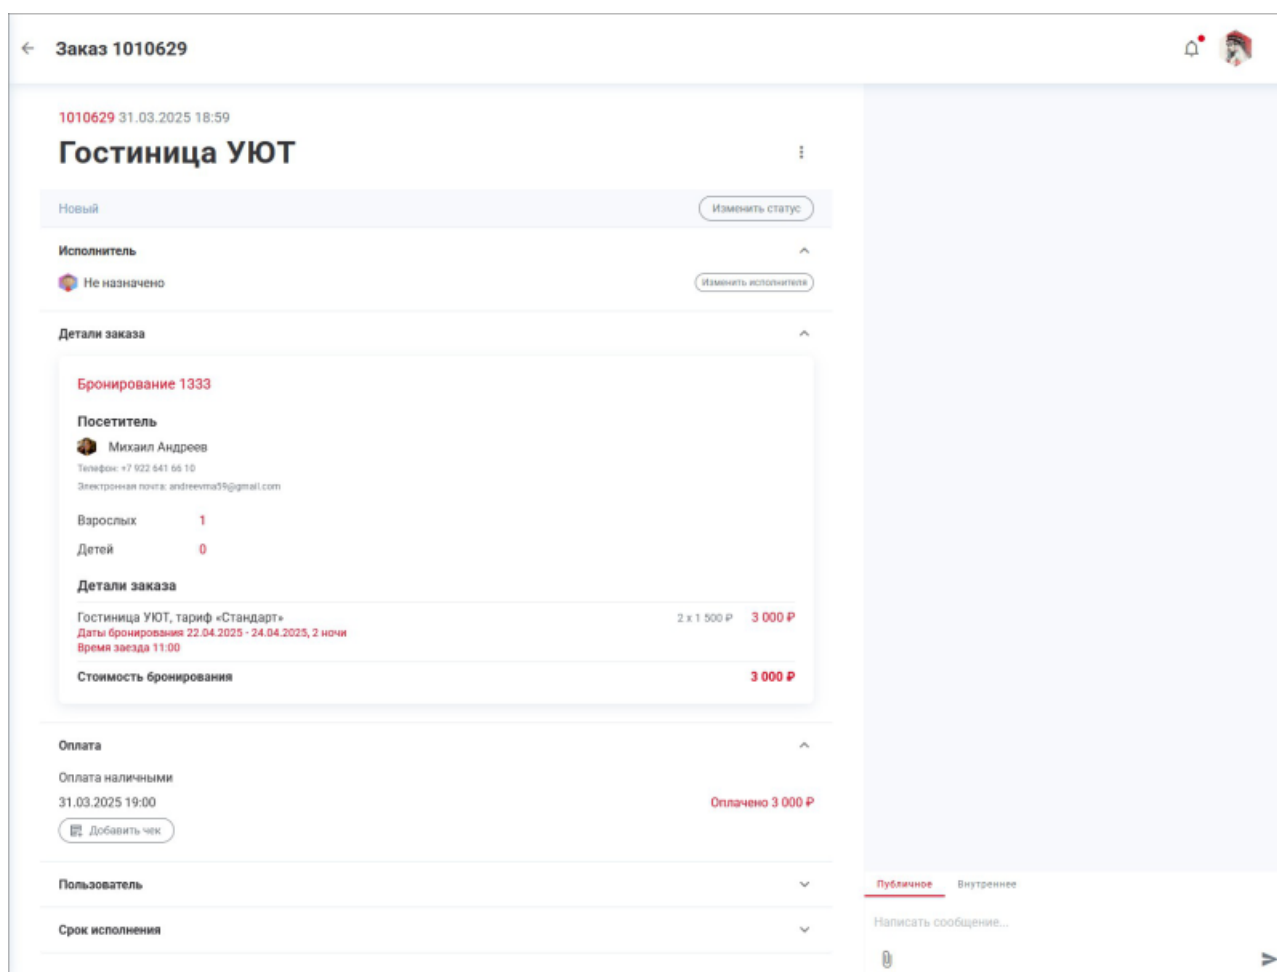 Заказ 1010629
1010629 31.03.2025 18:59
Гостиница УЮТ
Новый
Изменить статус
Исполнитель
Не назначено
Изменить исполнителя
Детали заказа
Бронирование 1333
Посетитель
Михаил Андреев
Телефон: +7 922 641 66 10
Электронная почта: andreevma59@gmail.com
Взрослых 1
Детей 0
Детали заказа
Гостиница УЮТ, тариф «Стандарт» 2 x 1 500 ₽ 3 000 ₽
Даты бронирования 22.04.2025 - 24.04.2025, 2 ночи
Время заезда 11:00
Стоимость бронирования 3 000 ₽
Оплата
Оплата наличными
31.03.2025 19:00 Оплачено 3 000 ₽
Добавить чек
Пользователь
Срок исполнения
Публичное Внутреннее
Написать сообщение...